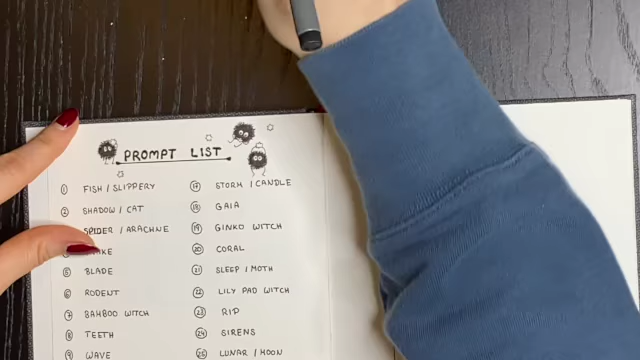 PROMPT LIST
1 FISH / SLIPPERY
2 SHADOW / CAT
SPIDER / ARACHNE
5 BLADE
6 RODENT
7 BAMBOO WITCH
8 TEETH
9 WAVE
17 STORM / CANDLE
18 GAIA
19 GINKO WITCH
20 CORAL
21 SLEEP / MOTH
22 LILY PAD WITCH
23 RIP
24 SIRENS
25 LUNAR / MOON